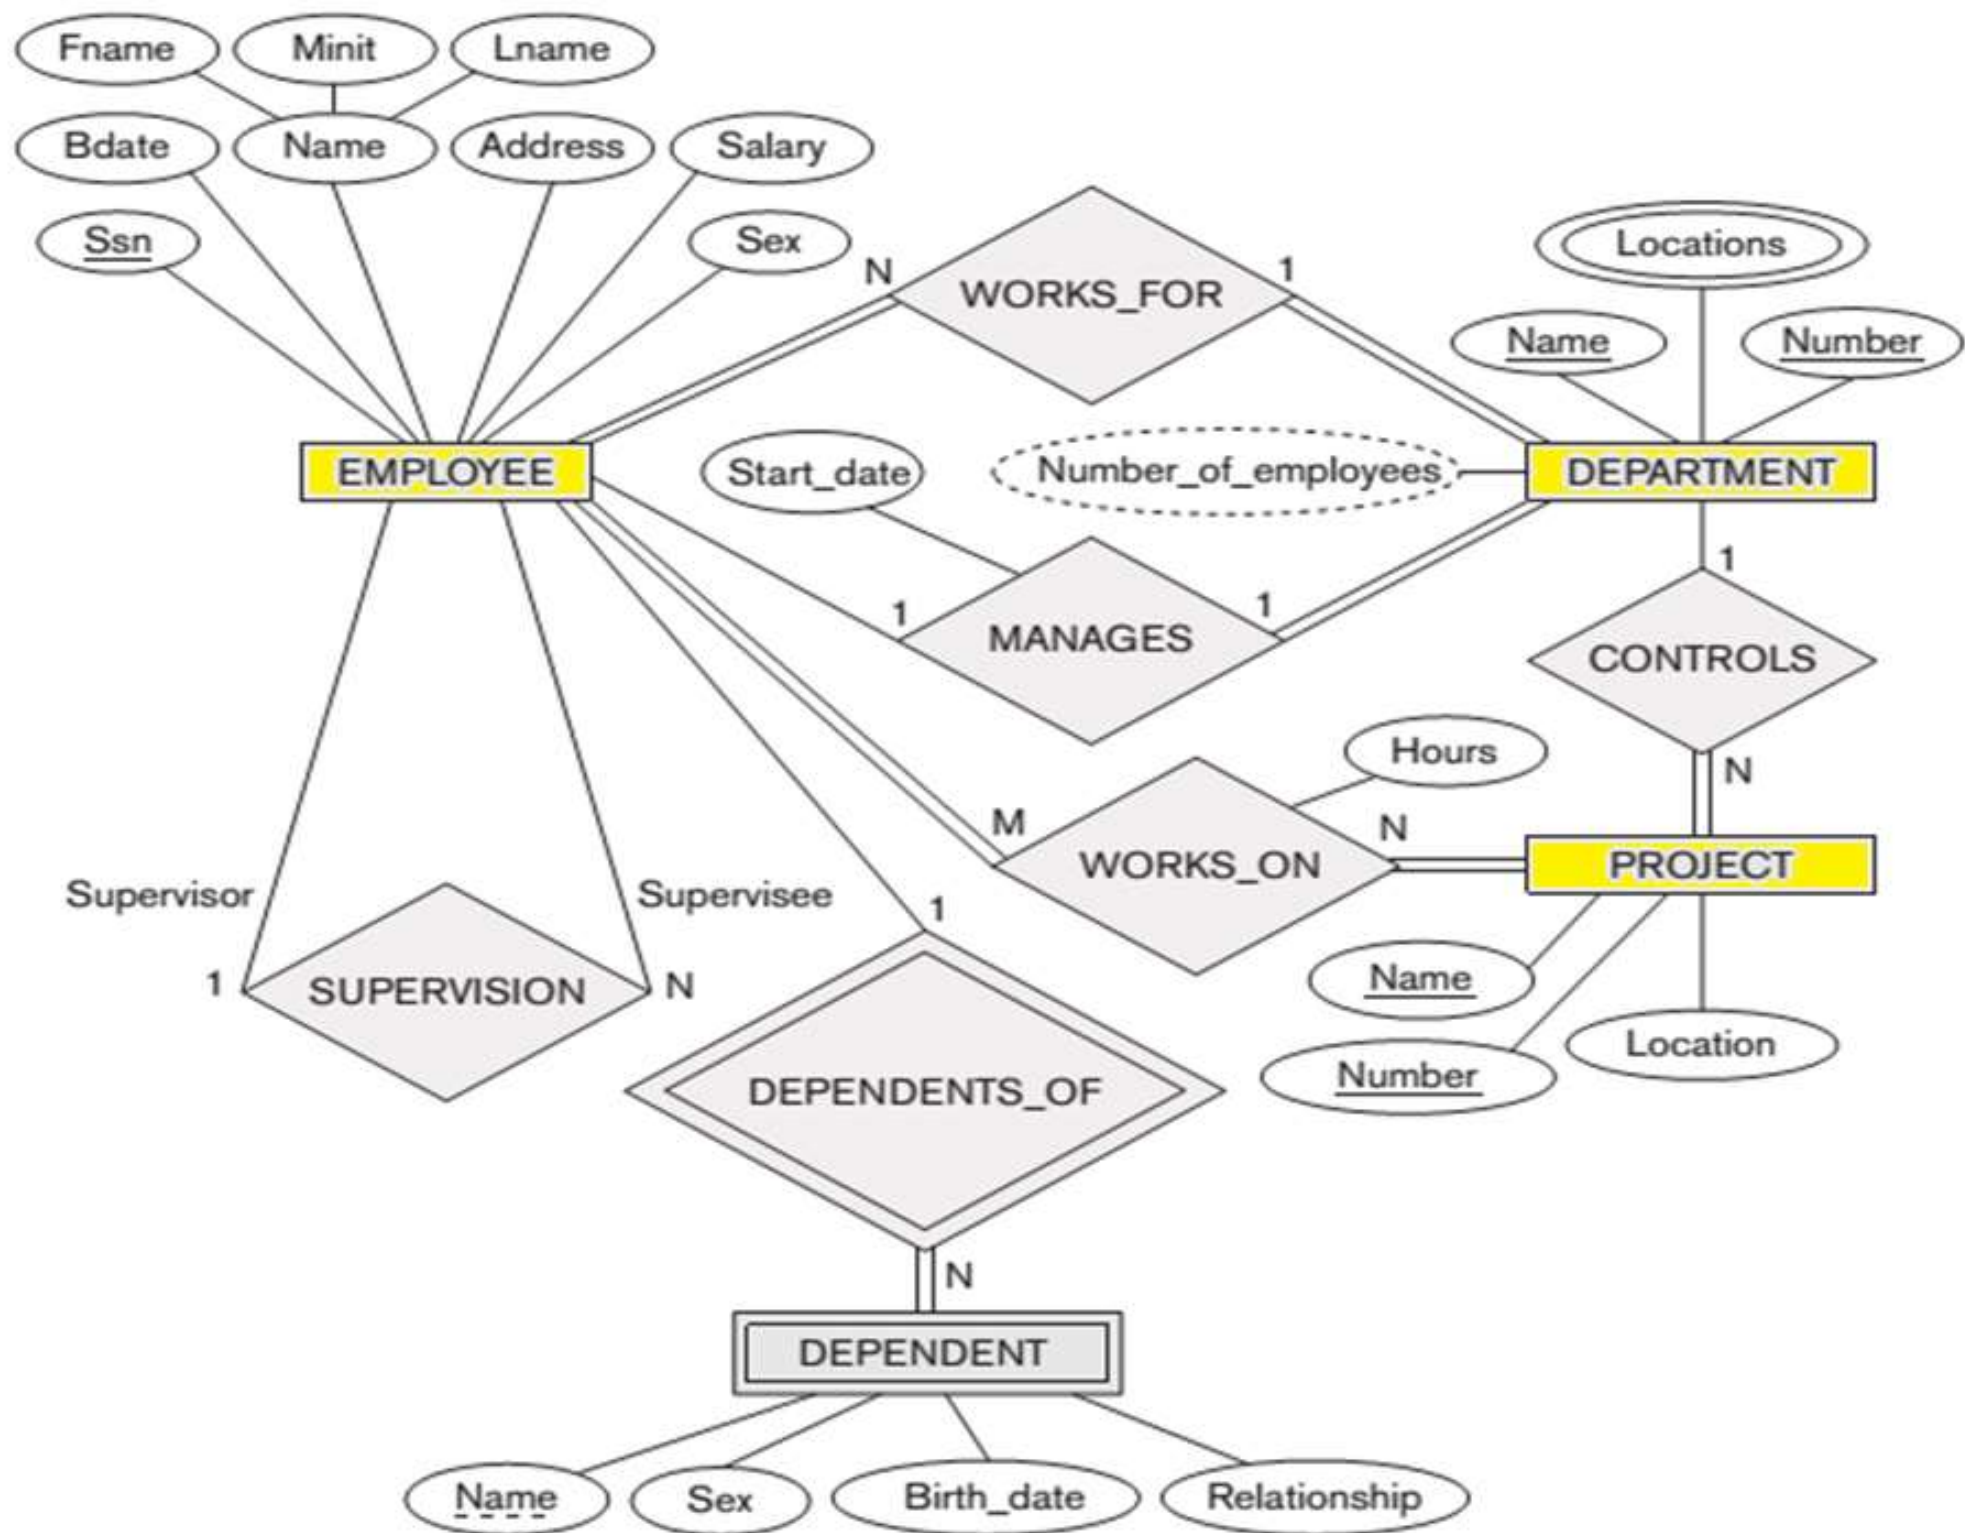 Fname Minit Lname
Bdate Name Address Salary
Ssn Sex
N WORKS_FOR 1
Locations
Name Number
EMPLOYEE Start_date Number_of_employees DEPARTMENT
1 MANAGES 1
1
CONTROLS
N
Hours
M WORKS_ON N
PROJECT
Supervisor Supervisee
1 SUPERVISION N
1
DEPENDENTS_OF
N
Name
Number
Location
DEPENDENT
Name Sex Birth_date Relationship